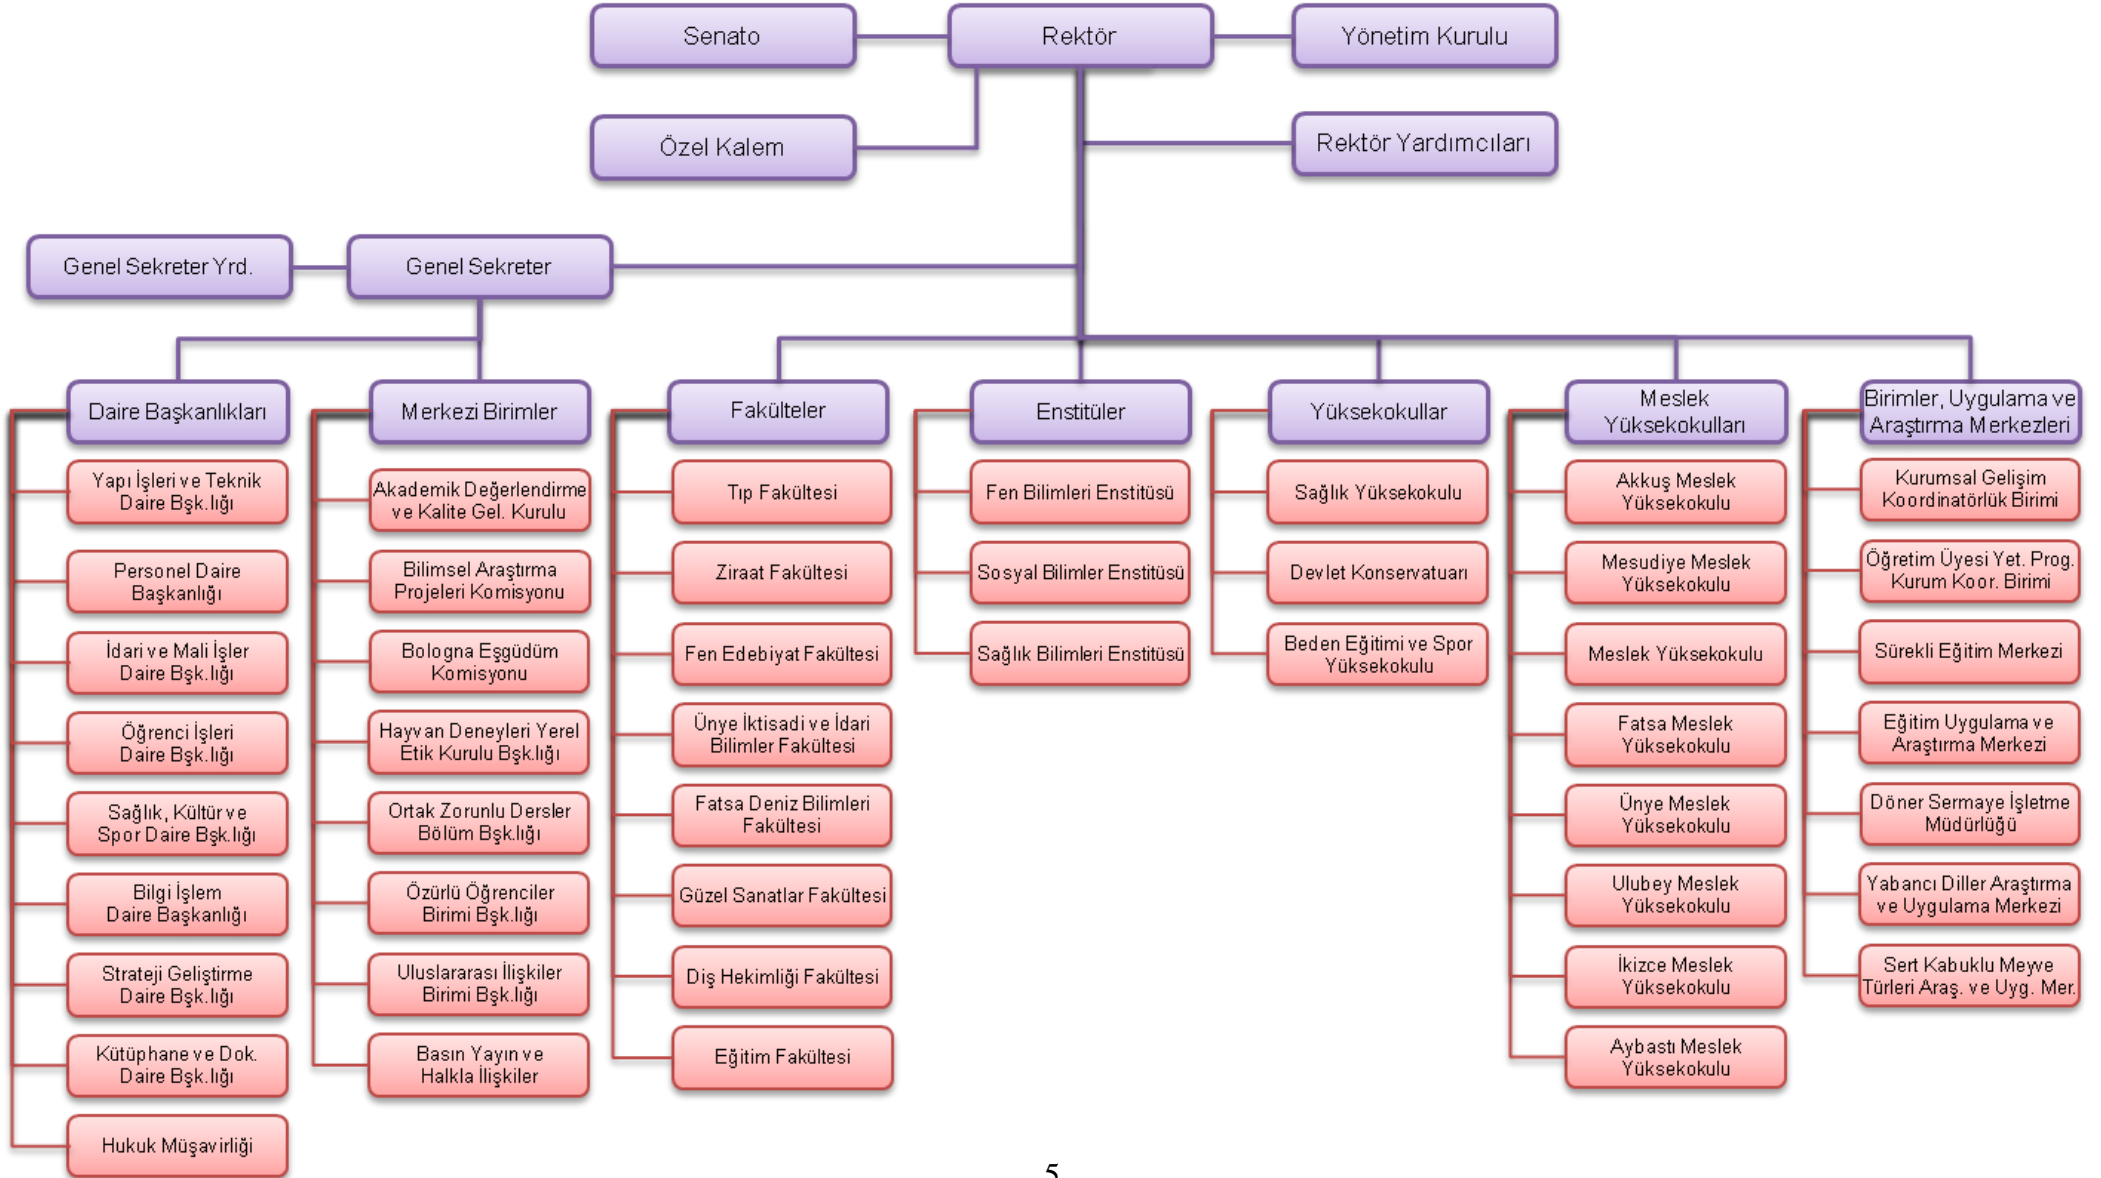 Senato
Rektör
Yönetim Kurulu
Özel Kalem
Rektör Yardımcıları
Genel Sekreter Yrd.
Genel Sekreter
Daire Başkanlıkları
Yapı İşleri ve Teknik
Daire Bşk.lığı
Personel Daire
Başkanlığı
İdari ve Mali İşler
Daire Bşk.lığı
Öğrenci İşleri
Daire Bşk.lığı
Sağlık, Kültür ve
Spor Daire Bşk.lığı
Bilgi İşlem
Daire Başkanlığı
Strateji Geliştirme
Daire Bşk.lığı
Kütüphane ve Dok.
Daire Bşk.lığı
Hukuk Müşavirliği
Merkezi Birimler
Akademik Değerlendirme
ve Kalite Gel. Kurulu
Bilimsel Araştırma
Projeleri Komisyonu
Bologna Eşgüdüm
Komisyonu
Hayvan Deneyleri Yerel
Etik Kurulu Bşk.lığı
Ortak Zorunlu Dersler
Bölüm Bşk.lığı
Özürlü Öğrenciler
Birimi Bşk.lığı
Uluslararası İlişkiler
Birimi Bşk.lığı
Basın Yayın ve
Halkla İlişkiler
Fakülteler
Tıp Fakültesi
Ziraat Fakültesi
Fen Edebiyat Fakültesi
Ünye İktisadi ve İdari
Bilimler Fakültesi
Fatsa Deniz Bilimleri
Fakültesi
Güzel Sanatlar Fakültesi
Diş Hekimliği Fakültesi
Eğitim Fakültesi
Enstitüler
Fen Bilimleri Enstitüsü
Sosyal Bilimler Enstitüsü
Sağlık Bilimleri Enstitüsü
Yüksekokullar
Sağlık Yüksekokulu
Devlet Konservatuarı
Beden Eğitimi ve Spor
Yüksekokulu
Meslek
Yüksekokulları
Akkuş Meslek
Yüksekokulu
Mesudiye Meslek
Yüksekokulu
Meslek Yüksekokulu
Fatsa Meslek
Yüksekokulu
Ünye Meslek
Yüksekokulu
Ulubey Meslek
Yüksekokulu
İkizce Meslek
Yüksekokulu
Aybastı Meslek
Yüksekokulu
Birimler, Uygulama ve
Araştırma Merkezleri
Kurumsal Gelişim
Koordinatörlük Birimi
Öğretim Üyesi Yet. Prog.
Kurum Koor. Birimi
Sürekli Eğitim Merkezi
Eğitim Uygulama ve
Araştırma Merkezi
Döner Sermaye İşletme
Müdürlüğü
Yabancı Diller Araştırma
ve Uygulama Merkezi
Sert Kabuklu Meyve
Türleri Araş. ve Uyg. Mer.
5